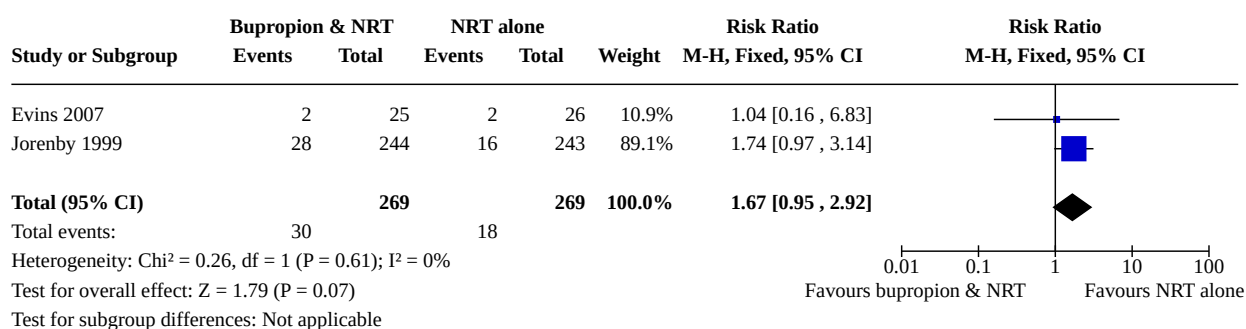 Bupropion & NRT NRT alone Risk Ratio Risk Ratio
Study or Subgroup Events Total Events Total Weight M-H, Fixed, 95% CI M-H, Fixed, 95% CI
Evins 2007 2 25 2 26 10.9% 1.04 [0.16 , 6.83]
Jorenby 1999 28 244 16 243 89.1% 1.74 [0.97 , 3.14]
Total (95% CI) 269 269 100.0% 1.67 [0.95 , 2.92]
Total events: 30 18
Heterogeneity: Chi² = 0.26, df = 1 (P = 0.61); I² = 0%
0.01 0.1 1 10 100
Test for overall effect: Z = 1.79 (P = 0.07)
Favours bupropion & NRT Favours NRT alone
Test for subgroup differences: Not applicable